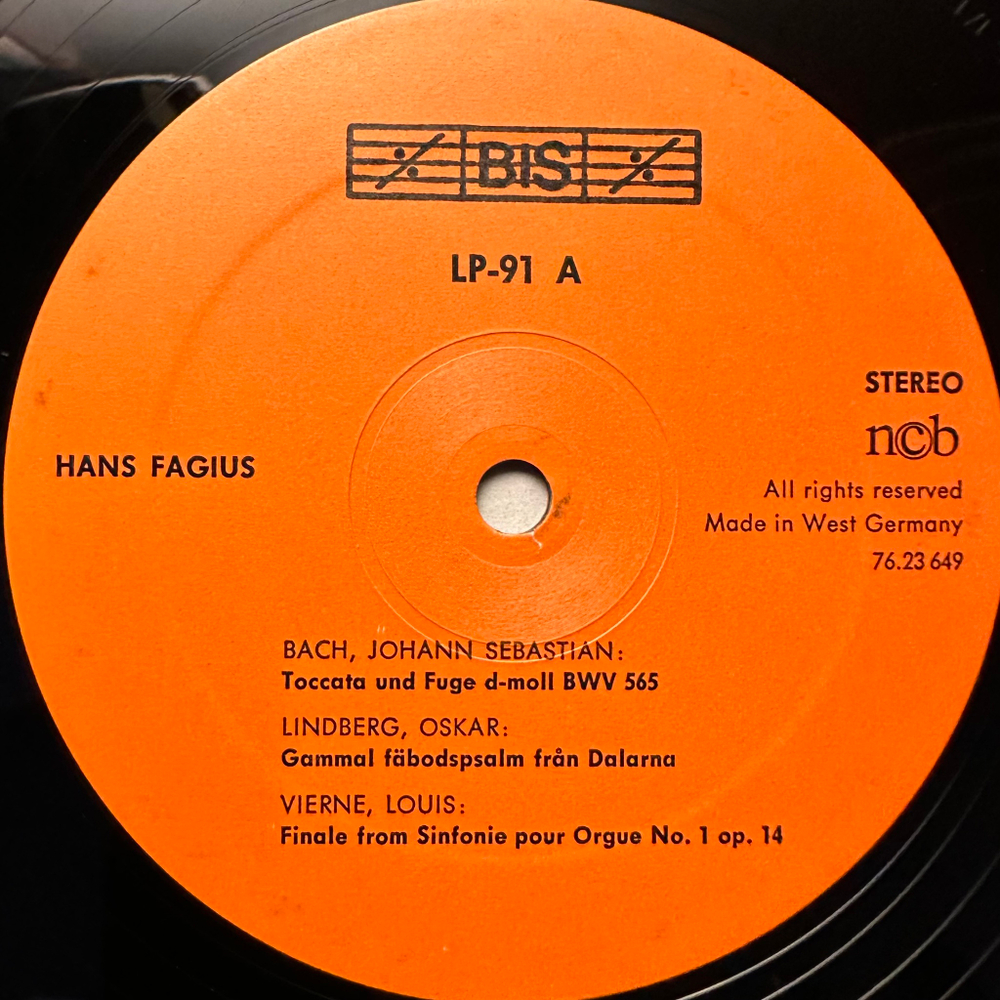 BIS
LP-91 A
STEREO
ncb
HANS FAGIUS
All rights reserved
Made in West Germany
76.23 649
BACH, JOHANN SEBASTIAN:
Toccata und Fuge d-moll BWV 565
LINDBERG, OSKAR:
Gammal fäbodspsalm från Dalarna
VIERNE, LOUIS:
Finale from Sinfonie pour Orgue No. 1 op. 14